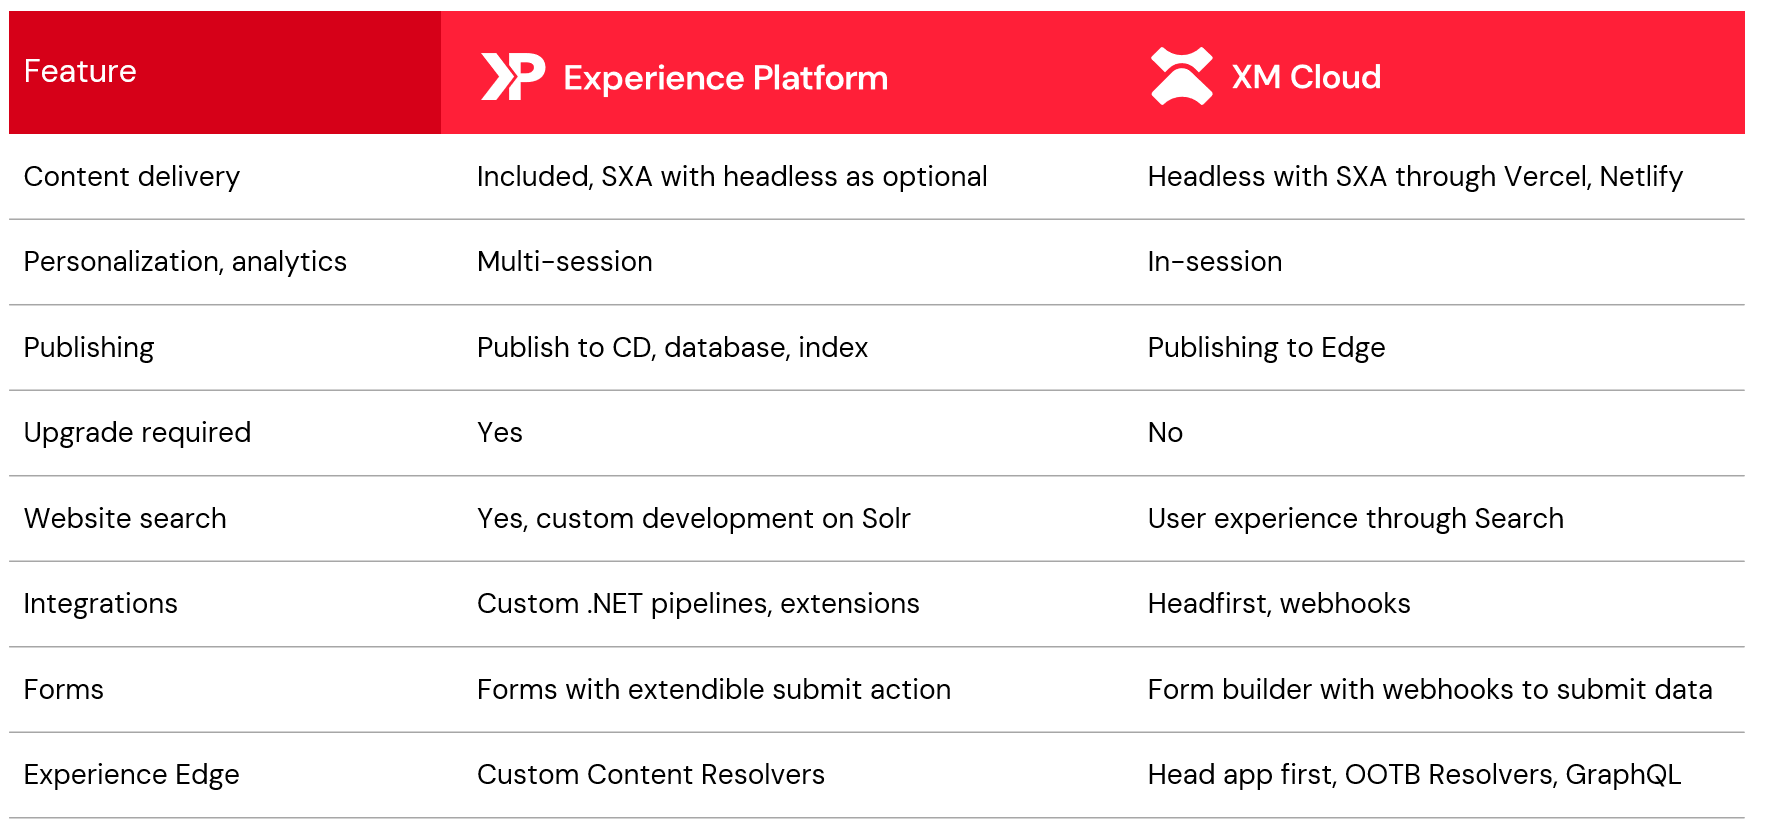 Feature XP Experience Platform XM Cloud
Content delivery Included, SXA with headless as optional Headless with SXA through Vercel, Netlify
Personalization, analytics Multi-session In-session
Publishing Publish to CD, database, index Publishing to Edge
Upgrade required Yes No
Website search Yes, custom development on Solr User experience through Search
Integrations Custom .NET pipelines, extensions Headfirst, webhooks
Forms Forms with extendible submit action Form builder with webhooks to submit data
Experience Edge Custom Content Resolvers Head app first, OOTB Resolvers, GraphQL